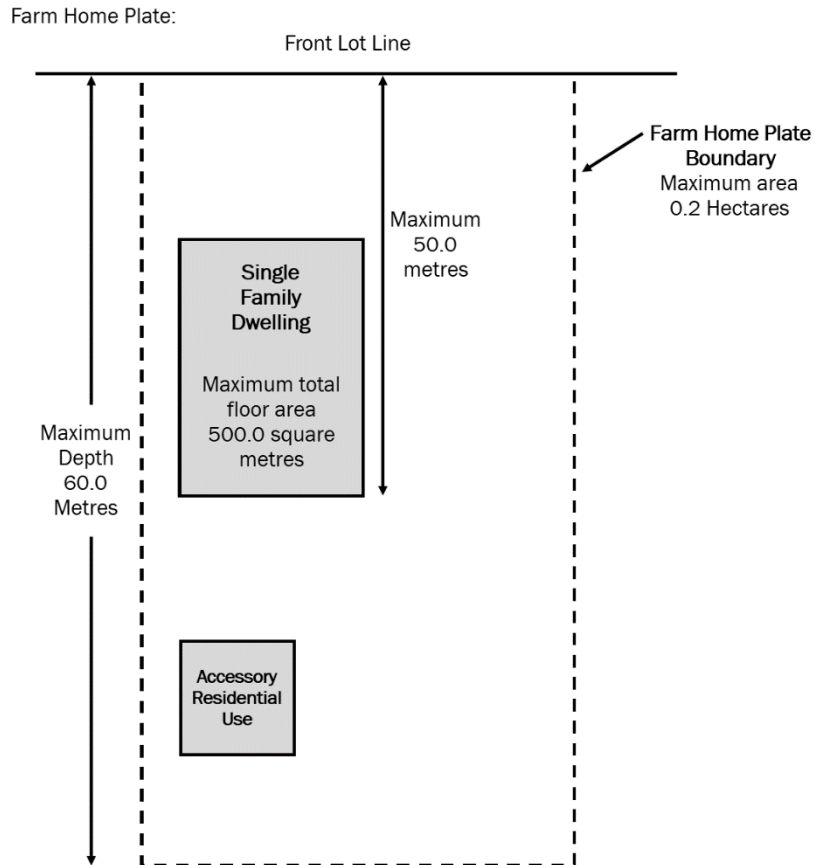 Farm Home Plate:
Front Lot Line
Farm Home Plate
Boundary
Maximum area
0.2 Hectares
Maximum
50.0
metres
Single
Family
Dwelling
Maximum total
floor area
500.0 square
metres
Maximum
Depth
60.0
Metres
Accessory
Residential
Use